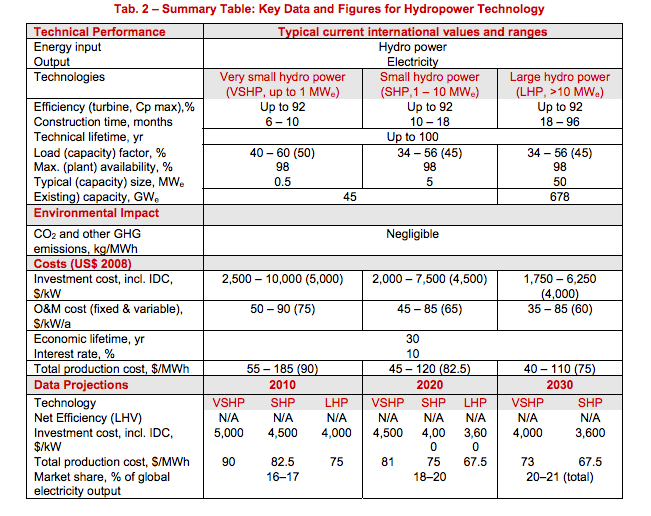 Tab. 2 – Summary Table: Key Data and Figures for Hydropower Technology
Technical Performance Typical current international values and ranges
Energy input Hydro power
Output Electricity
Technologies Very small hydro power Small hydro power Large hydro power
(VSHP, up to 1 MWe) (SHP,1 – 10 MWe) (LHP, >10 MWe)
Efficiency (turbine, Cp max),% Up to 92 Up to 92 Up to 92
Construction time, months 6 – 10 10 – 18 18 – 96
Technical lifetime, yr Up to 100
Load (capacity) factor, % 40 – 60 (50) 34 – 56 (45) 34 – 56 (45)
Max. (plant) availability, % 98 98 98
Typical (capacity) size, MWe 0.5 5 50
Existing) capacity, GWe 45 678
Environmental Impact
CO2 and other GHG Negligible
emissions, kg/MWh
Costs (US$ 2008)
Investment cost, incl. IDC, 2,500 – 10,000 (5,000) 2,000 – 7,500 (4,500) 1,750 – 6,250
$/kW (4,000)
O&M cost (fixed & variable), 50 – 90 (75) 45 – 85 (65) 35 – 85 (60)
$/kW/a
Economic lifetime, yr 30
Interest rate, % 10
Total production cost, $/MWh 55 – 185 (90) 45 – 120 (82.5) 40 – 110 (75)
Data Projections 2010 2020 2030
Technology VSHP SHP LHP VSHP SHP LHP VSHP SHP
Net Efficiency (LHV) N/A N/A N/A N/A N/A N/A N/A N/A
Investment cost, incl. IDC, 5,000 4,500 4,000 4,500 4,00 3,60 4,000 3,600
$/kW 0 0
Total production cost, $/MWh 90 82.5 75 81 75 67.5 73 67.5
Market share, % of global 16–17 18–20 20–21 (total)
electricity output